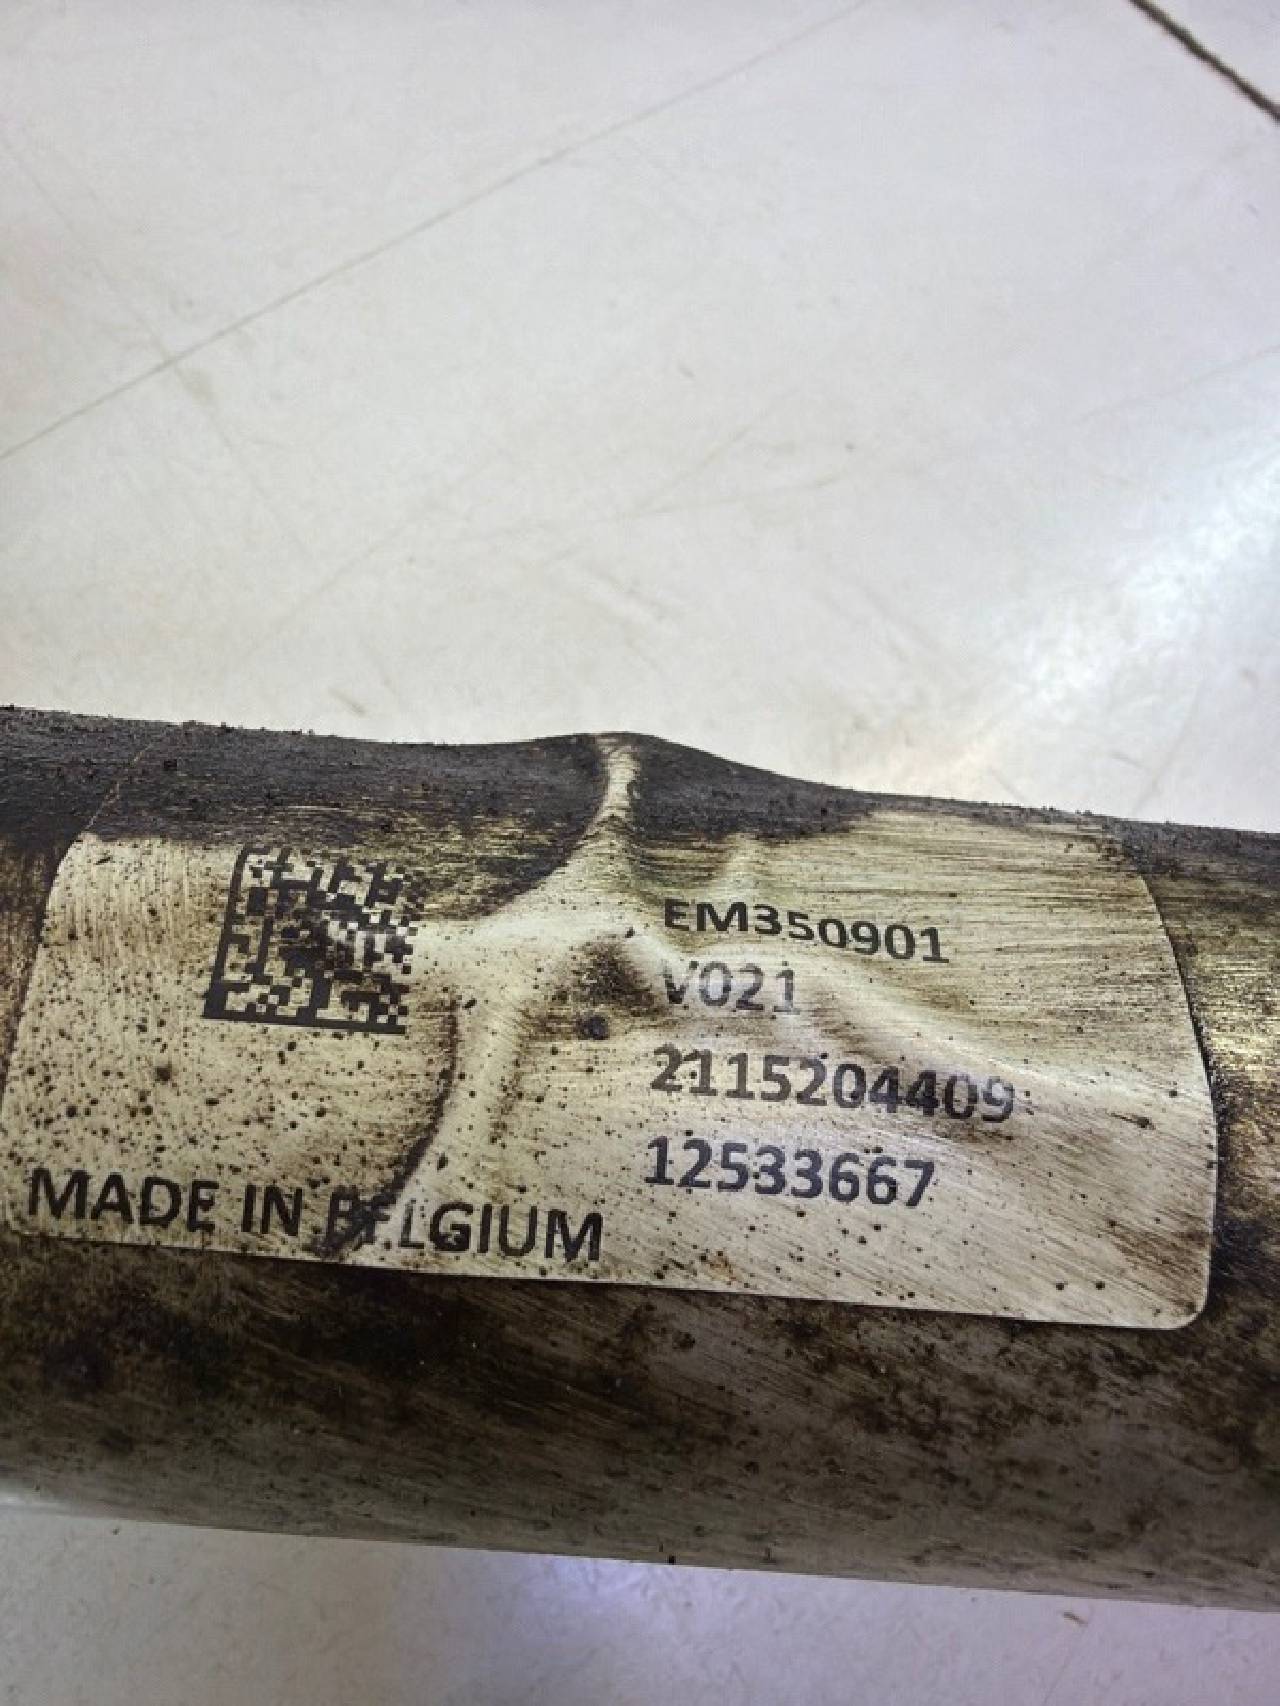 EM350901
V021
2115204409
12533667
MADE IN BELGIUM